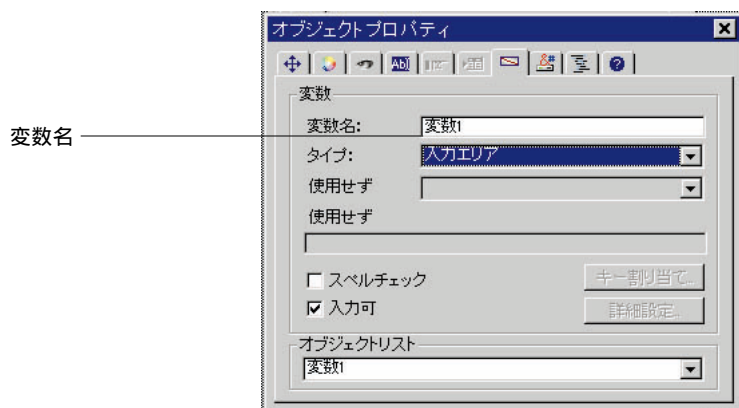 オブジェクトプロパティ
変数
変数名
変数名: 変数1
タイプ: 入力エリア
使用せず
使用せず
スペルチェック
キー割り当て...
入力可
詳細設定...
オブジェクトリスト
変数1